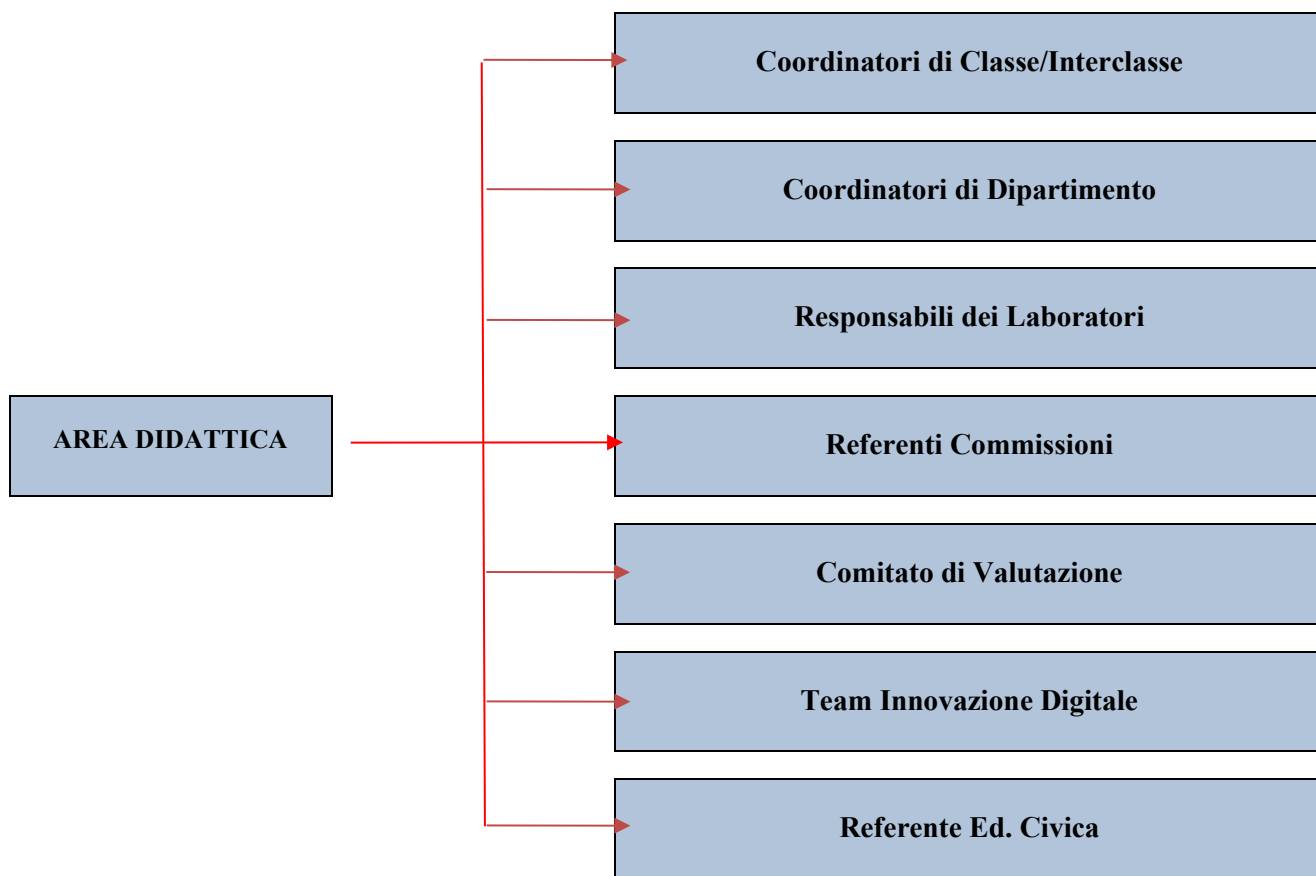 Coordinatori di Classe/Interclasse
Coordinatori di Dipartimento
Responsabili dei Laboratori
AREA DIDATTICA
Referenti Commissioni
Comitato di Valutazione
Team Innovazione Digitale
Referente Ed. Civica